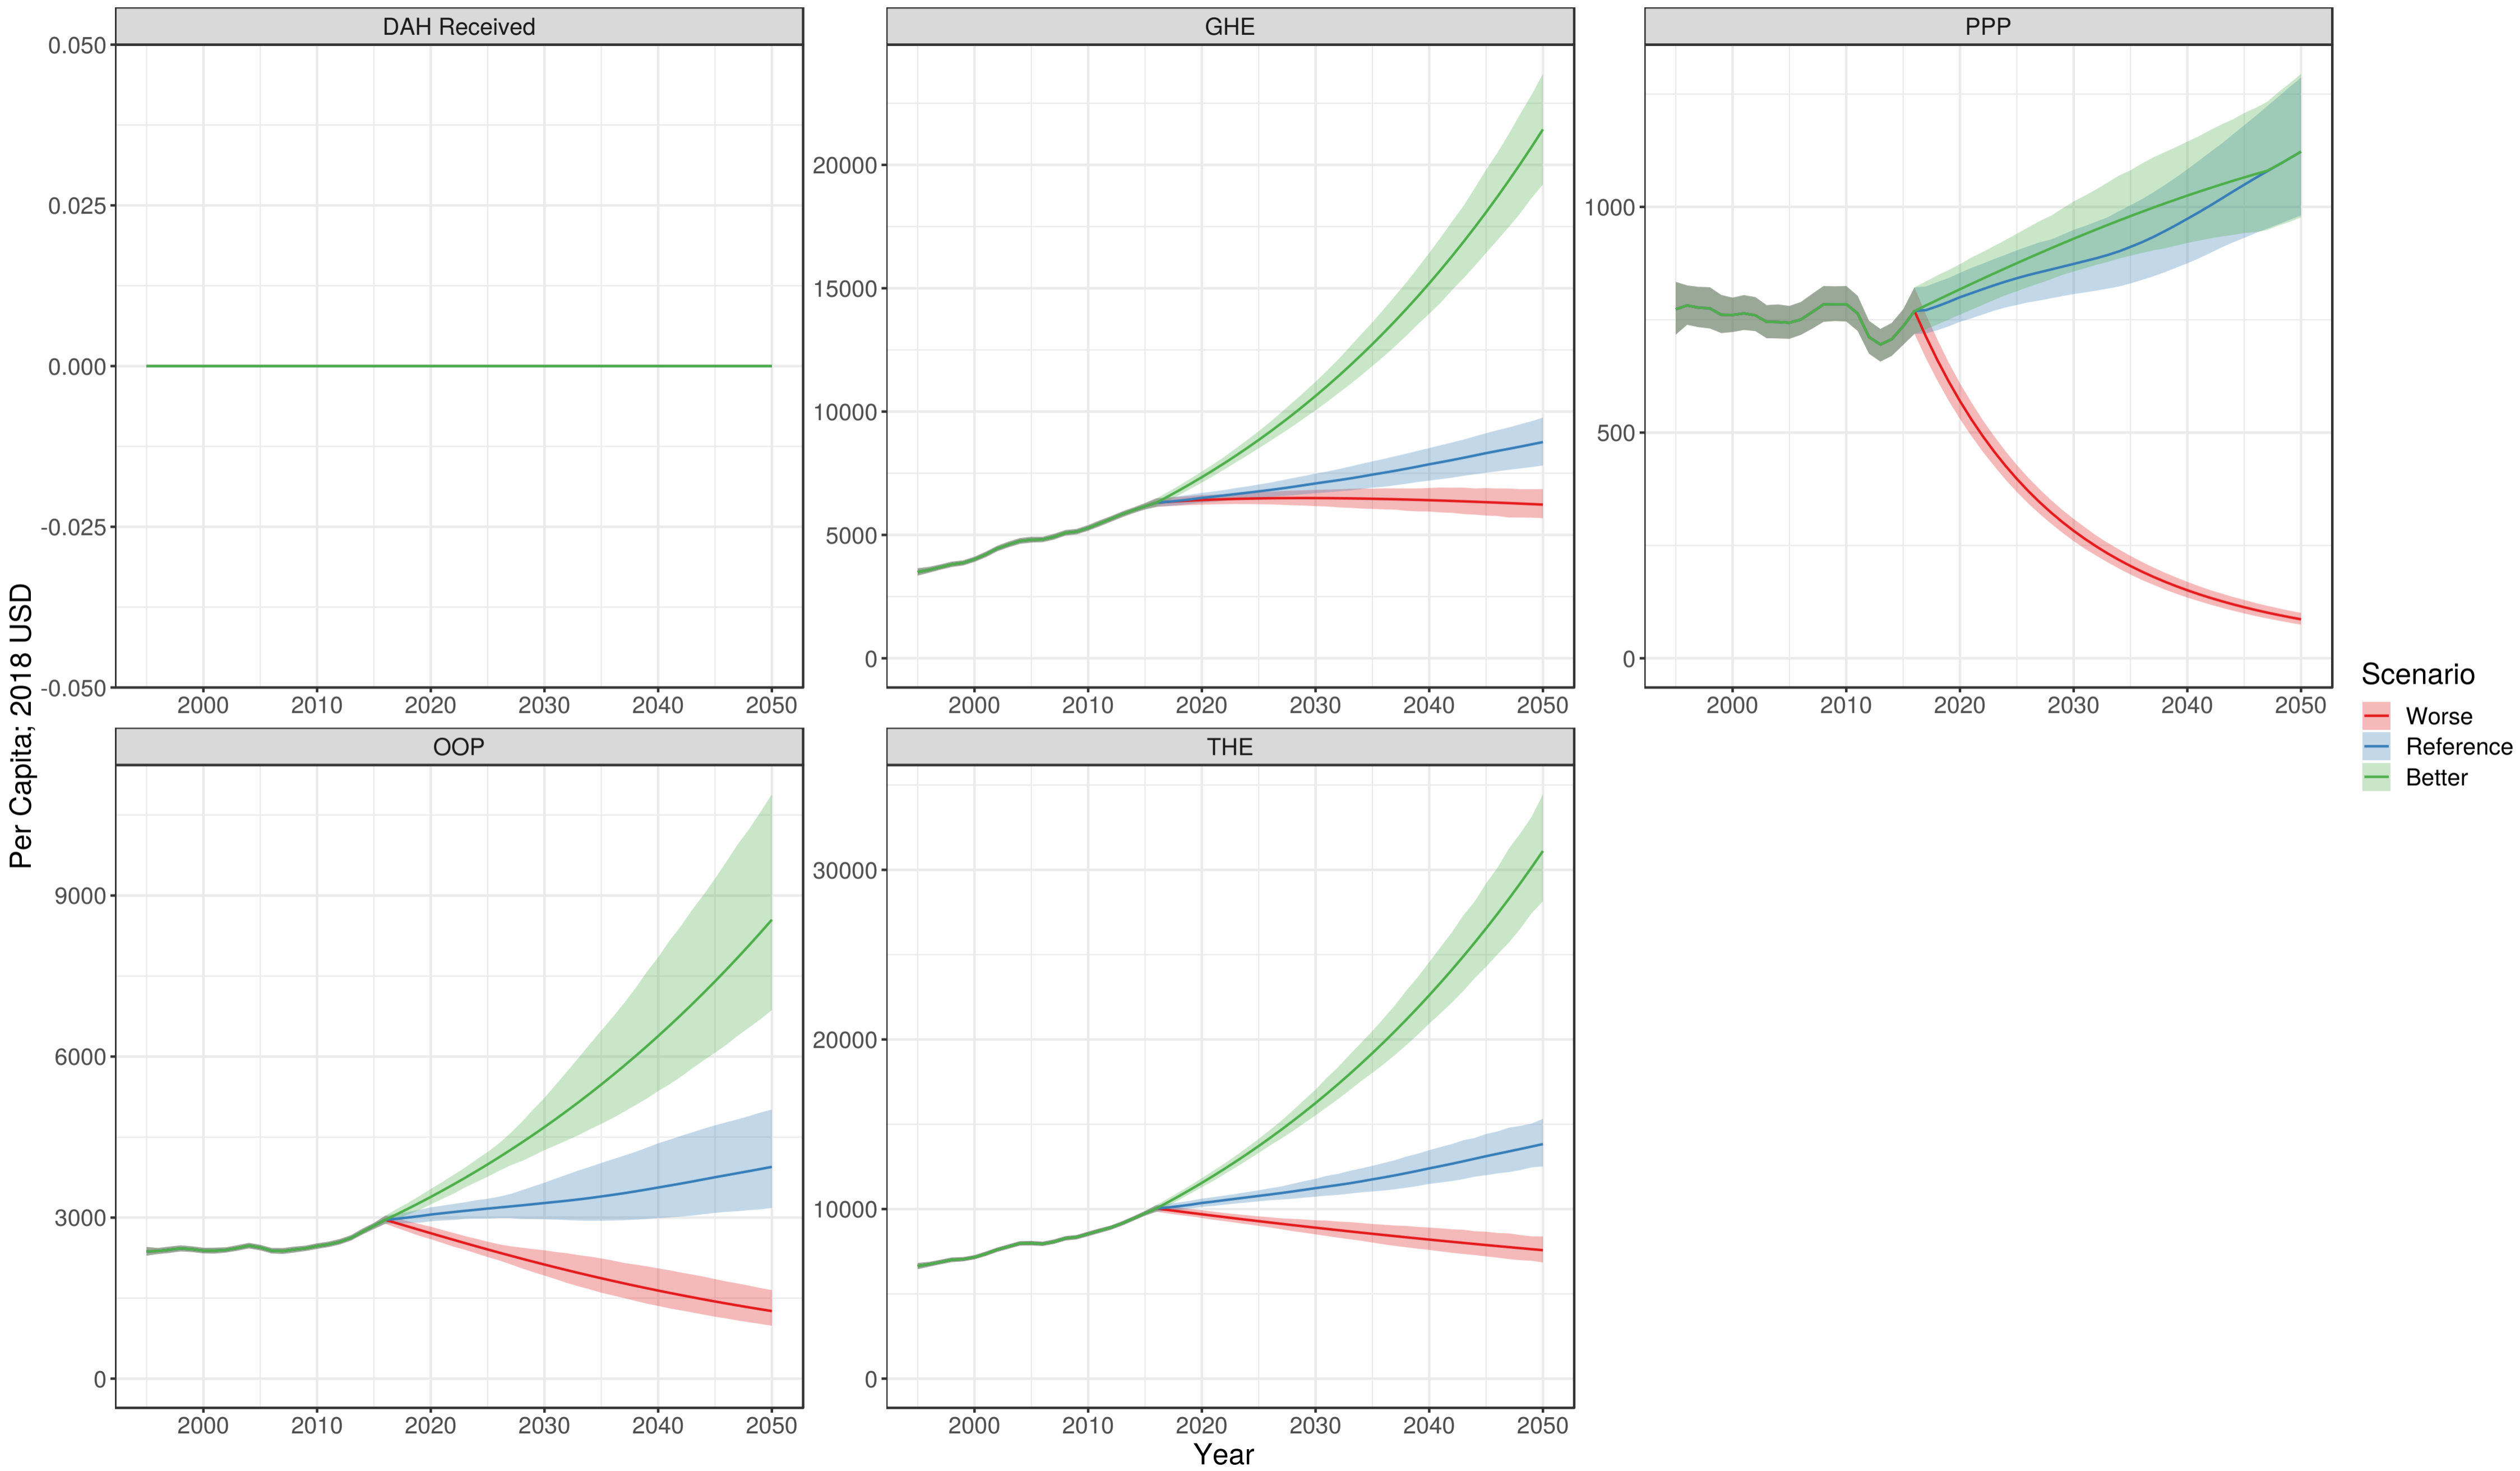 DAH Received
GHE
PPP
0.050
0.025
0.000
-0.025
-0.050
20000
15000
10000
5000
0
1000
500
0
2000 2010 2020 2030 2040 2050
2000 2010 2020 2030 2040 2050
2000 2010 2020 2030 2040 2050
Per Capita; 2018 USD
OOP
THE
9000
6000
3000
0
30000
20000
10000
0
2000 2010 2020 2030 2040 2050
2000 2010 2020 2030 2040 2050
Year
Scenario
Worse
Reference
Better